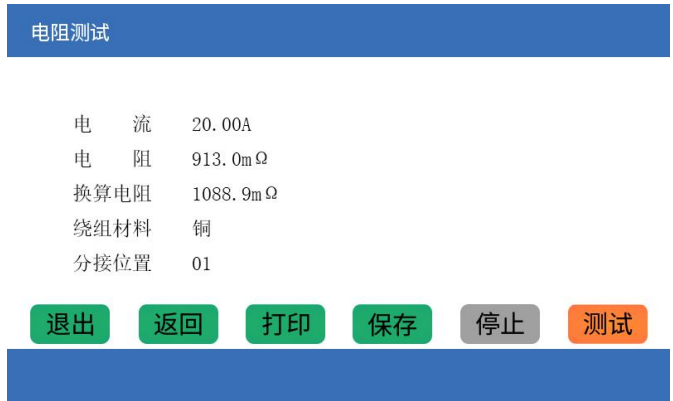 电阻测试
电 流 20.00A
电 阻 913.0mΩ
换算电阻 1088.9mΩ
绕组材料 铜
分接位置 01
退出 返回 打印 保存 停止 测试